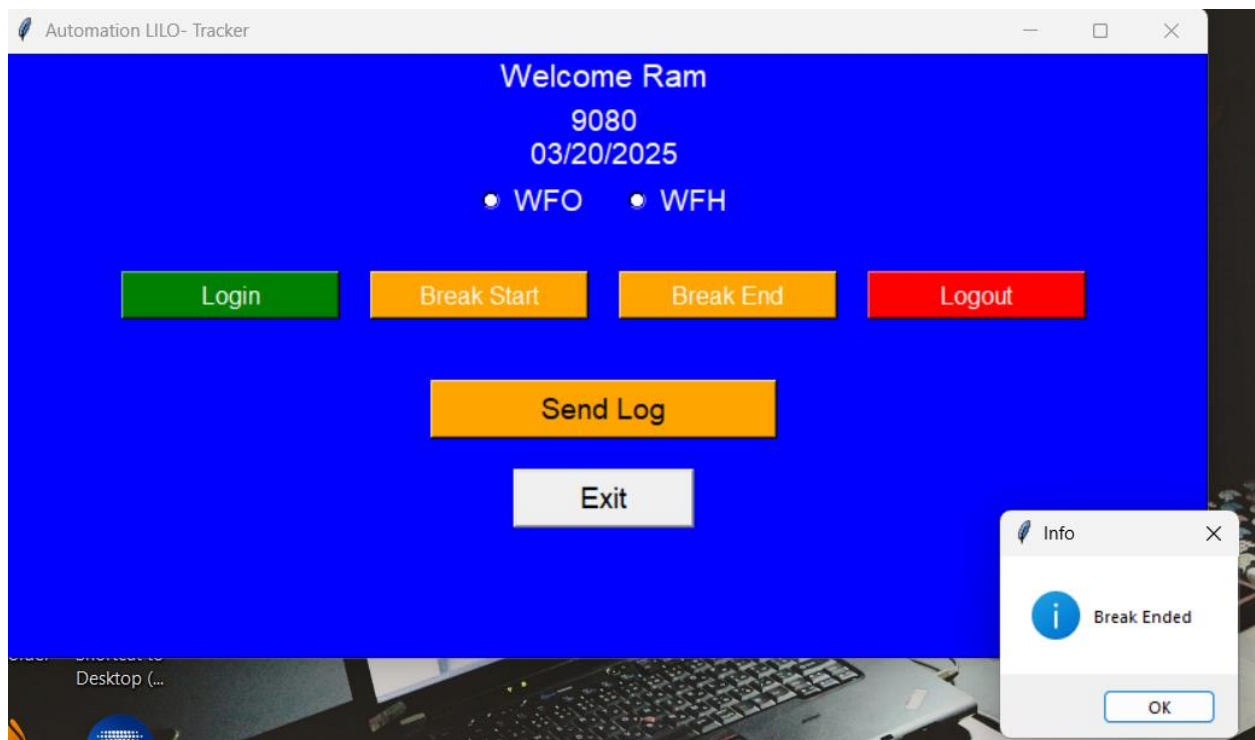 Automation LILO- Tracker
Welcome Ram
9080
03/20/2025
WFO WFH
Login Break Start Break End Logout
Send Log
Exit
Info
Break Ended
OK
Desktop (...